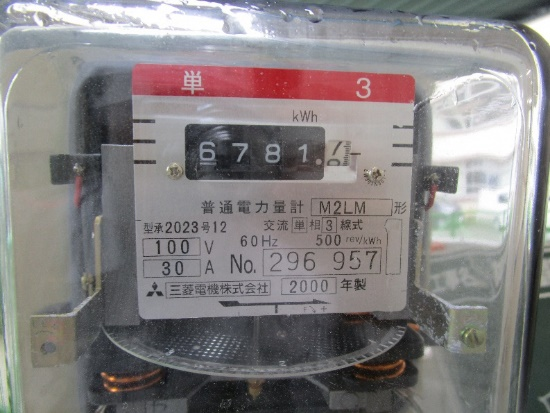 単 3
kWh
6781.7
普通電力量計 M2LM 形
型承2023号12 交流 単相3線式
100 V 60Hz 500 rev/kWh
30 A No. 296 957
三菱電機株式会社 2000 年製